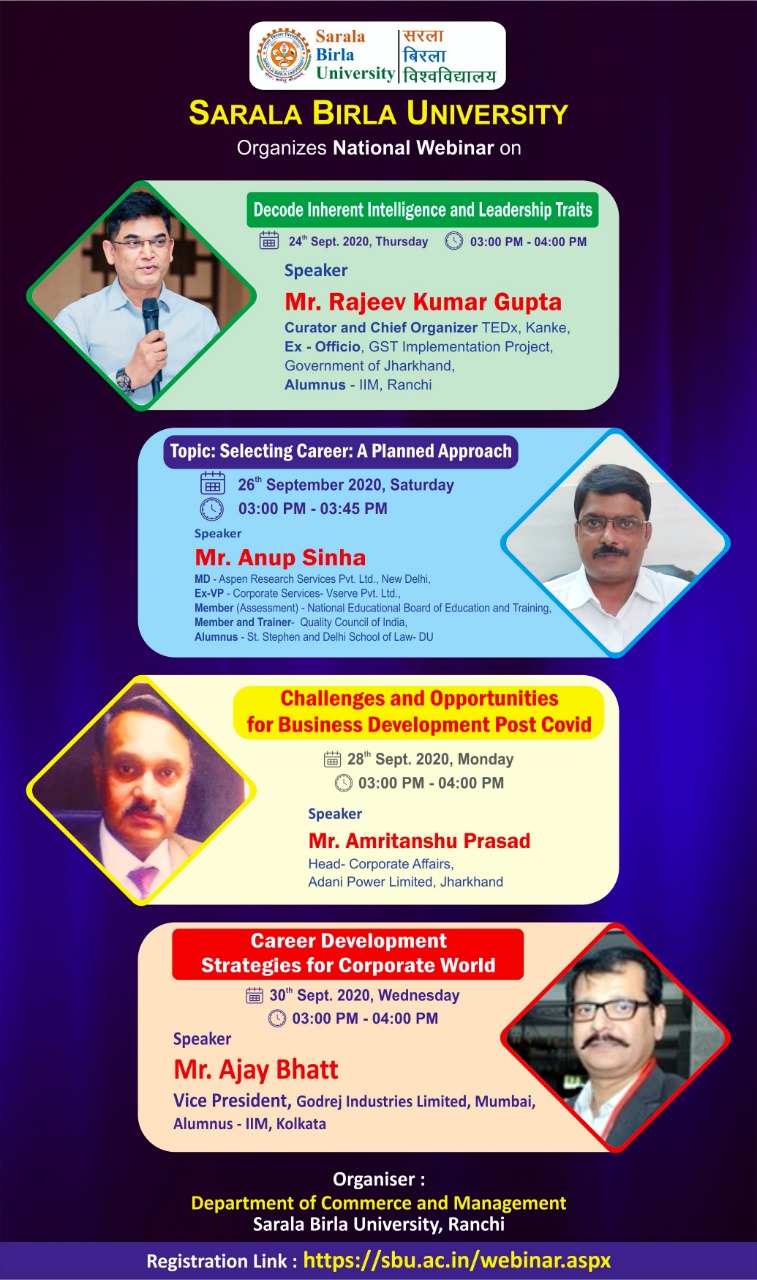 Sarala
Birla
University
सरला
बिरला
विश्वविद्यालय
SARALA BIRLA UNIVERSITY
Organizes National Webinar on
Decode Inherent Intelligence and Leadership Traits
24th Sept. 2020, Thursday 03:00 PM - 04:00 PM
Speaker
Mr. Rajeev Kumar Gupta
Curator and Chief Organizer TEDx, Kanke,
Ex - Officio, GST Implementation Project,
Government of Jharkhand,
Alumnus - IIM, Ranchi
Topic: Selecting Career: A Planned Approach
26th September 2020, Saturday
03:00 PM - 03:45 PM
Speaker
Mr. Anup Sinha
MD - Aspen Research Services Pvt. Ltd., New Delhi,
Ex-VP - Corporate Services- Vserve Pvt. Ltd.,
Member (Assessment) - National Educational Board of Education and Training,
Member and Trainer- Quality Council of India,
Alumnus - St. Stephen and Delhi School of Law- DU
Challenges and Opportunities
for Business Development Post Covid
28th Sept. 2020, Monday
03:00 PM - 04:00 PM
Speaker
Mr. Amritanshu Prasad
Head- Corporate Affairs,
Adani Power Limited, Jharkhand
Career Development
Strategies for Corporate World
30th Sept. 2020, Wednesday
03:00 PM - 04:00 PM
Speaker
Mr. Ajay Bhatt
Vice President, Godrej Industries Limited, Mumbai,
Alumnus - IIM, Kolkata
Organiser :
Department of Commerce and Management
Sarala Birla University, Ranchi
Registration Link : https://sbu.ac.in/webinar.aspx